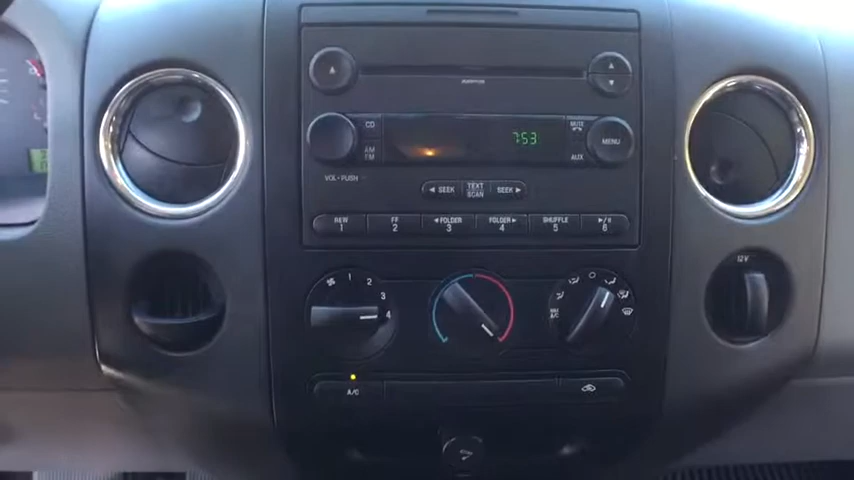 CD
AM
FM
7:53
MUTE
AUX
MENU
VOL•PUSH
◄ SEEK
TEXT
SCAN
SEEK ►
REW
1
FF
2
◄ FOLDER
3
FOLDER ►
4
SHUFFLE
5
►/II
6
1
2
3
4
MAX
A/C
A/C
12V